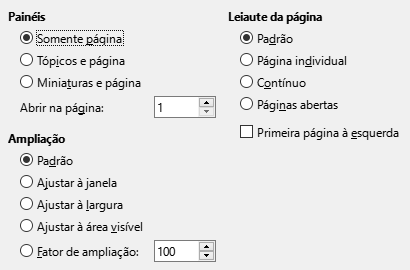 Painéis
Somente página
Tópicos e página
Miniaturas e página
Abrir na página: 1
Ampliação
Padrão
Ajustar à janela
Ajustar à largura
Ajustar à área visível
Fator de ampliação: 100
Leiaute da página
Padrão
Página individual
Contínuo
Páginas abertas
Primeira página à esquerda